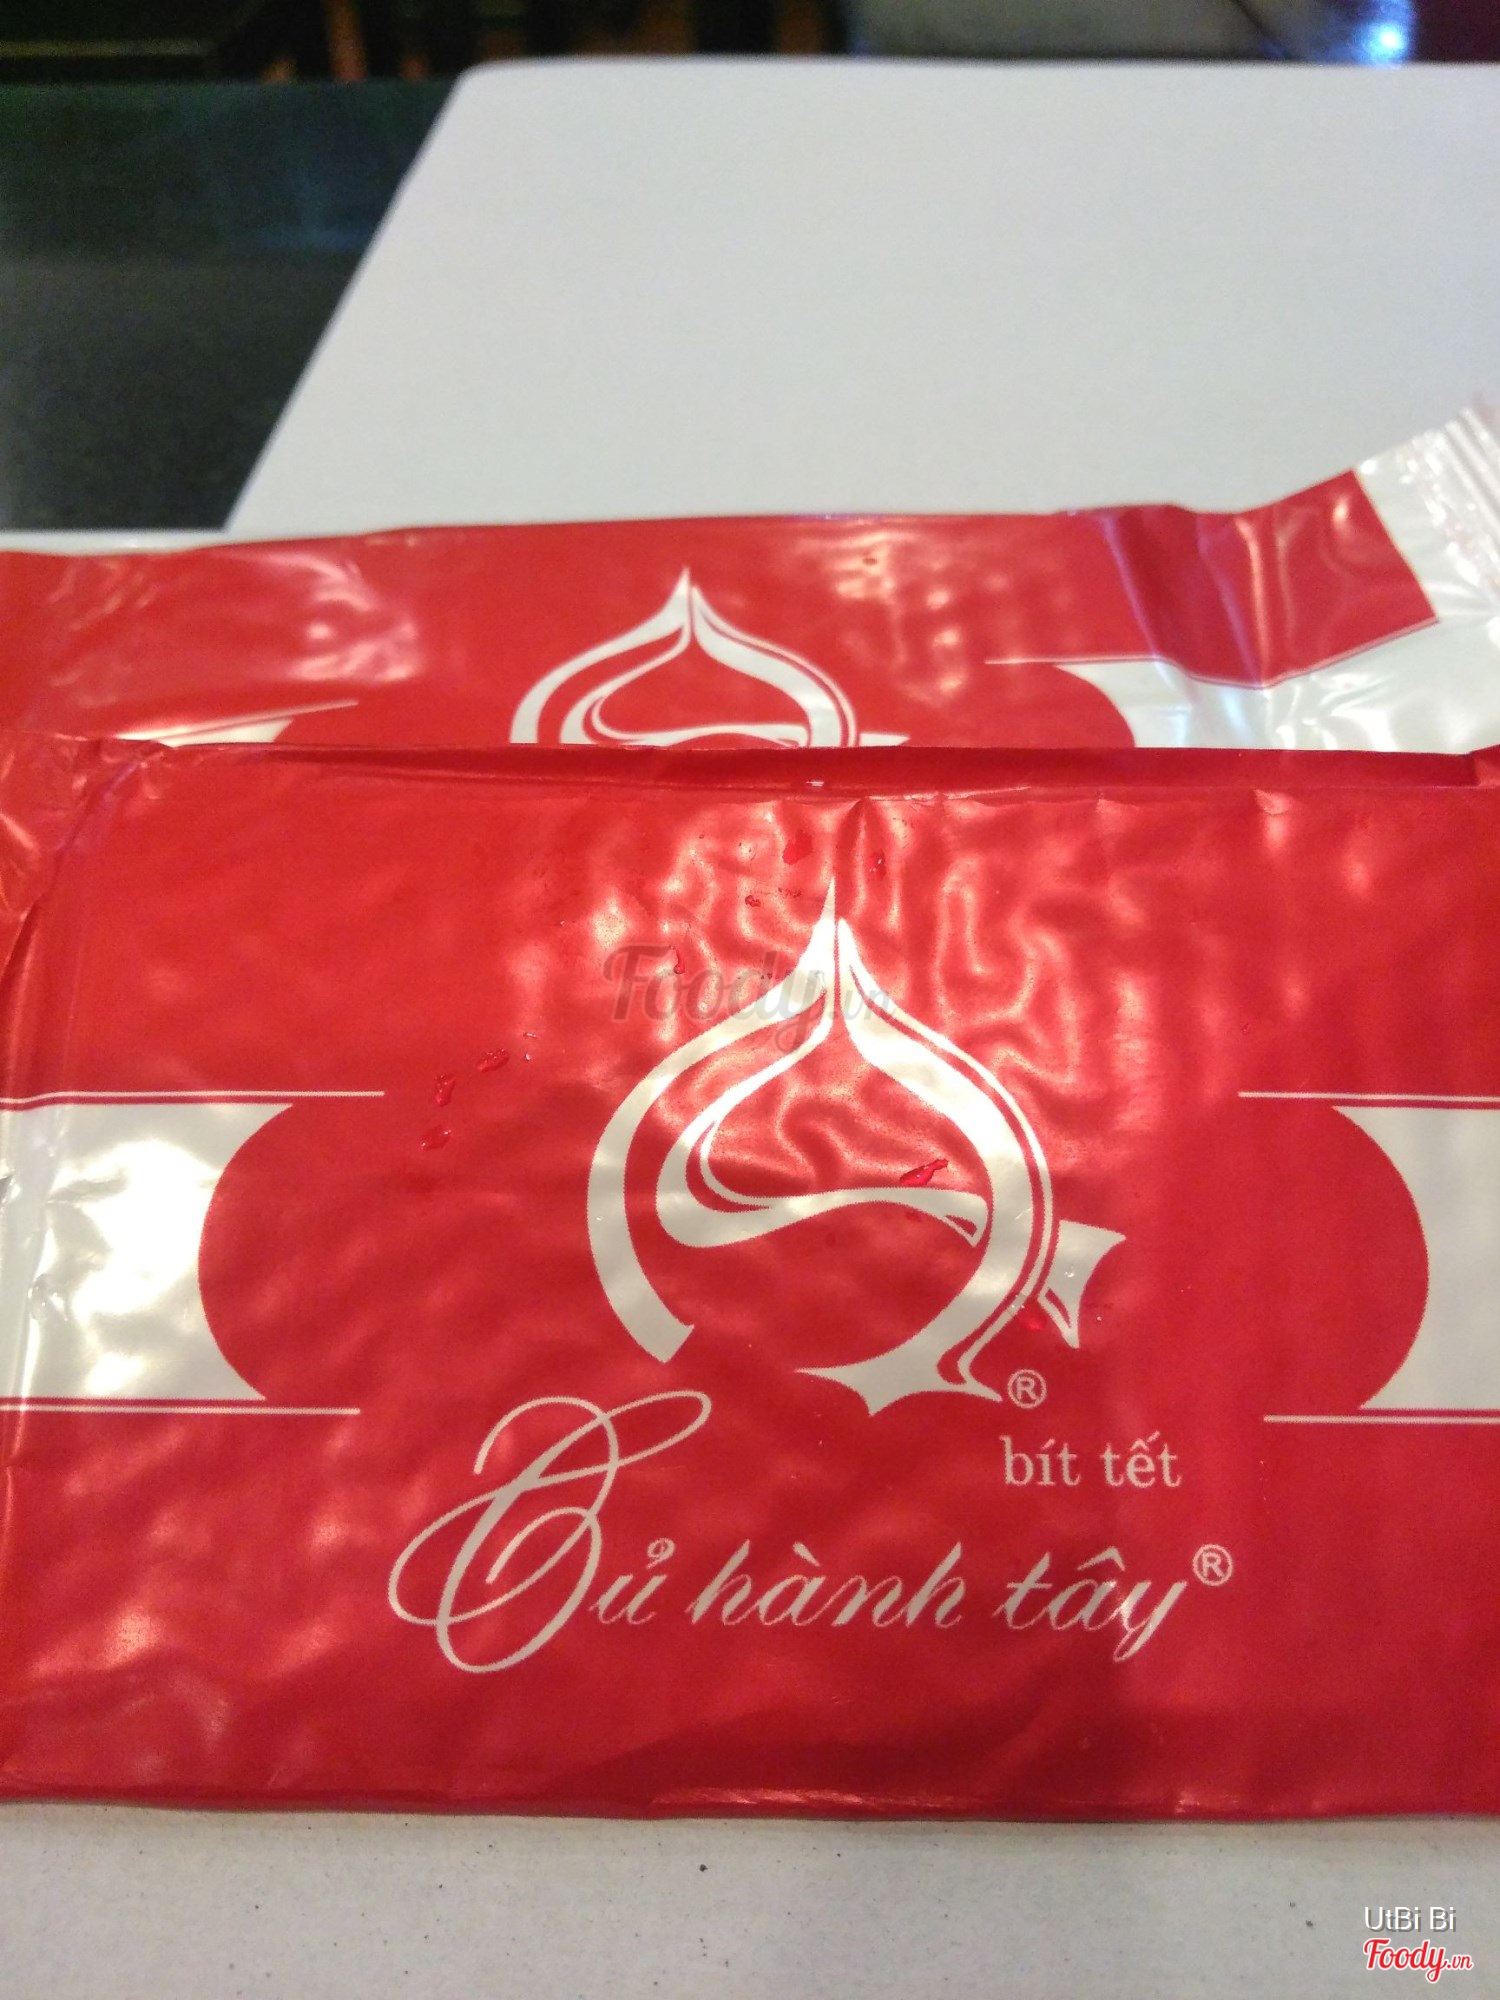 Foody.vn
®
bít tết
Củ hành tây®
UtBi Bi
Foody.vn